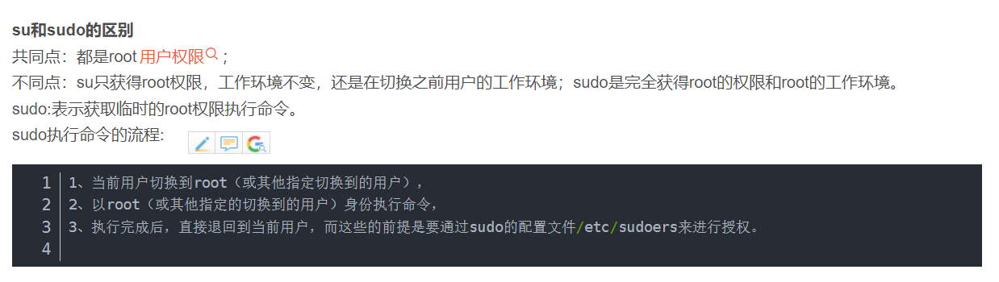 su和sudo的区别
共同点：都是root 用户权限 ；
不同点：su只获得root权限，工作环境不变，还是在切换之前用户的工作环境；sudo是完全获得root的权限和root的工作环境。
sudo:表示获取临时的root权限执行命令。
sudo执行命令的流程:
1 1、当前用户切换到root（或其他指定切换到的用户），
2 2、以root（或其他指定的切换到的用户）身份执行命令，
3 3、执行完成后，直接退回到当前用户，而这些的前提是要通过sudo的配置文件/etc/sudoers来进行授权。
4